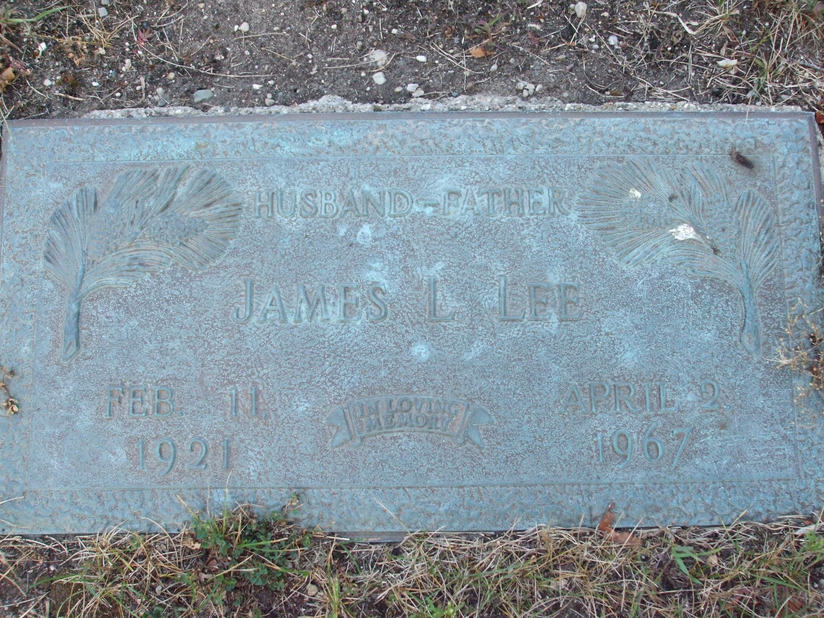 HUSBAND-FATHER
JAMES L LEE
FEB 11 APRIL 2
IN LOVING
MEMORY
1921 1967